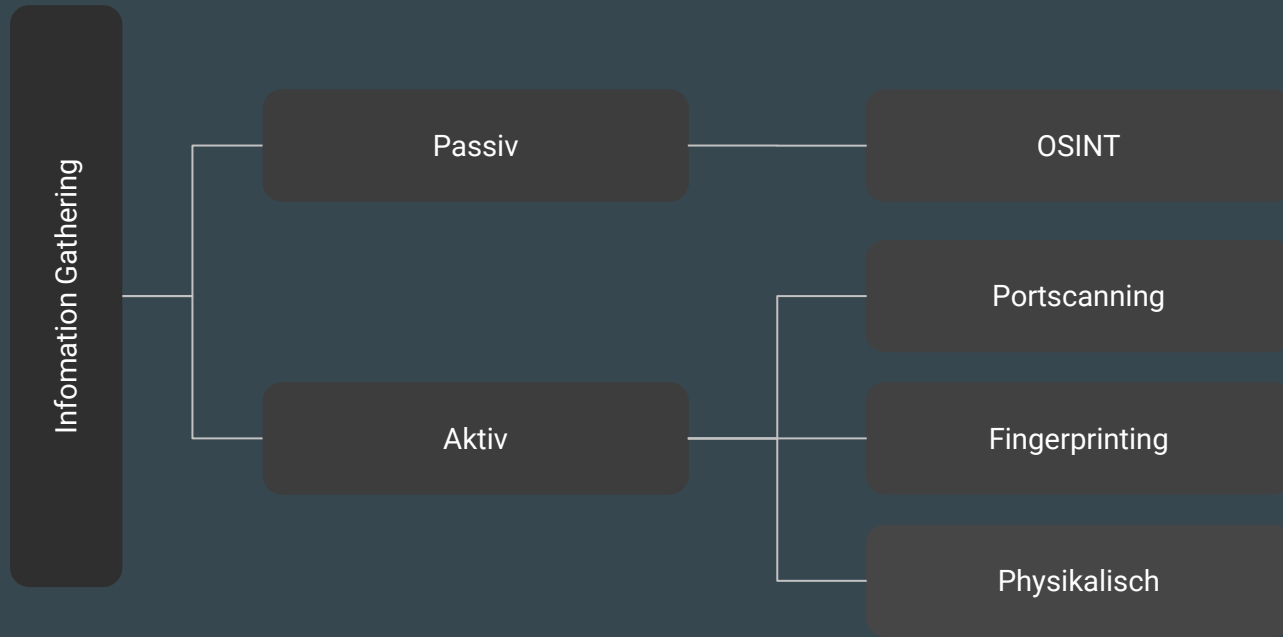 Infomation Gathering
Passiv
OSINT
Aktiv
Portscanning
Fingerprinting
Physikalisch